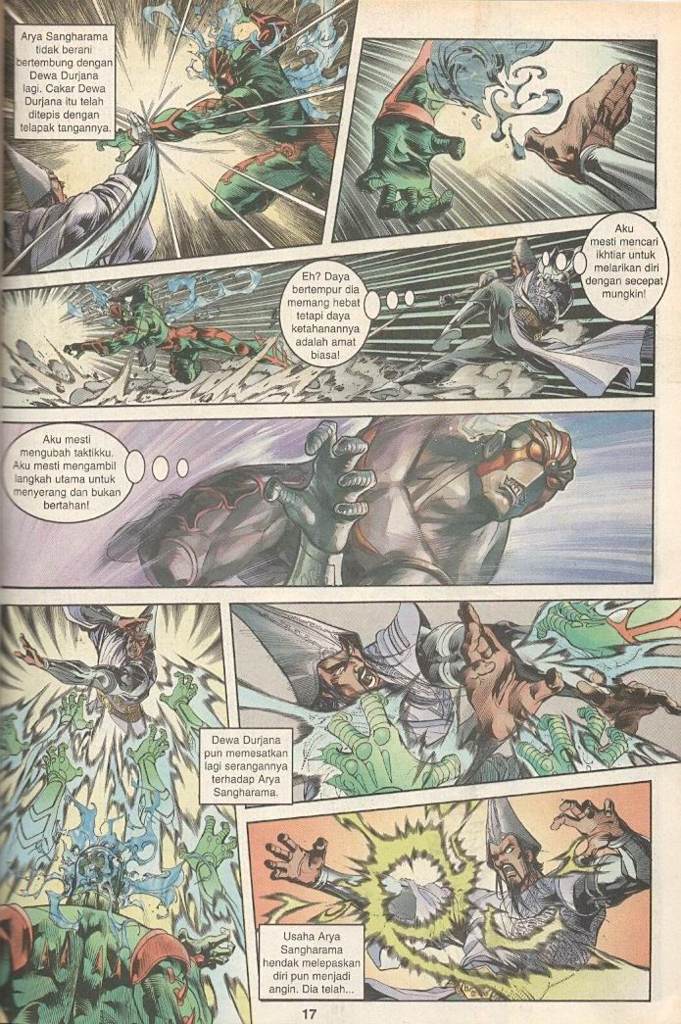 Arya Sangharama
tidak berani
bertembung dengan
Dewa Durjana
lagi. Cakar Dewa
Durjana itu telah
ditepis dengan
telapak tangannya.
Aku
mesti mencari
ikhtiar untuk
melarikan diri
dengan secepat
mungkin!
Eh? Daya
bertempur dia
memang hebat
tetapi daya
ketahanannya
adalah amat
biasa!
Aku mesti
mengubah taktikku.
Aku mesti mengambil
langkah utama untuk
menyerang dan bukan
bertahan!
Dewa Durjana
pun memesatkan
lagi serangannya
terhadap Arya
Sangharama.
Usaha Arya
Sangharama
hendak melepaskan
diri pun menjadi
angin. Dia telah...
17